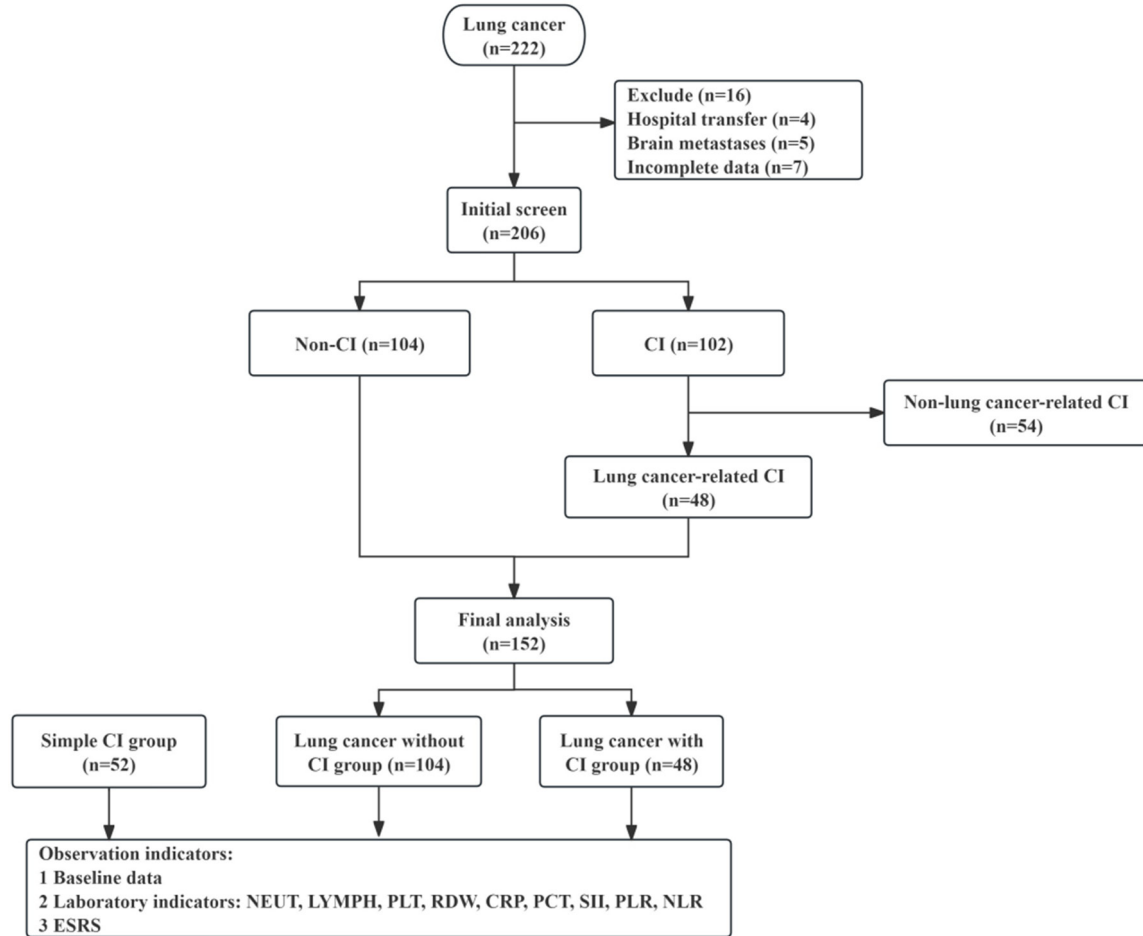 Lung cancer
(n=222)
Exclude (n=16)
Hospital transfer (n=4)
Brain metastases (n=5)
Incomplete data (n=7)
Initial screen
(n=206)
Non-CI (n=104)
CI (n=102)
Non-lung cancer-related CI
(n=54)
Lung cancer-related CI
(n=48)
Final analysis
(n=152)
Simple CI group
(n=52)
Lung cancer without
CI group (n=104)
Lung cancer with
CI group (n=48)
Observation indicators:
1 Baseline data
2 Laboratory indicators: NEUT, LYMPH, PLT, RDW, CRP, PCT, SII, PLR, NLR
3 ESRS